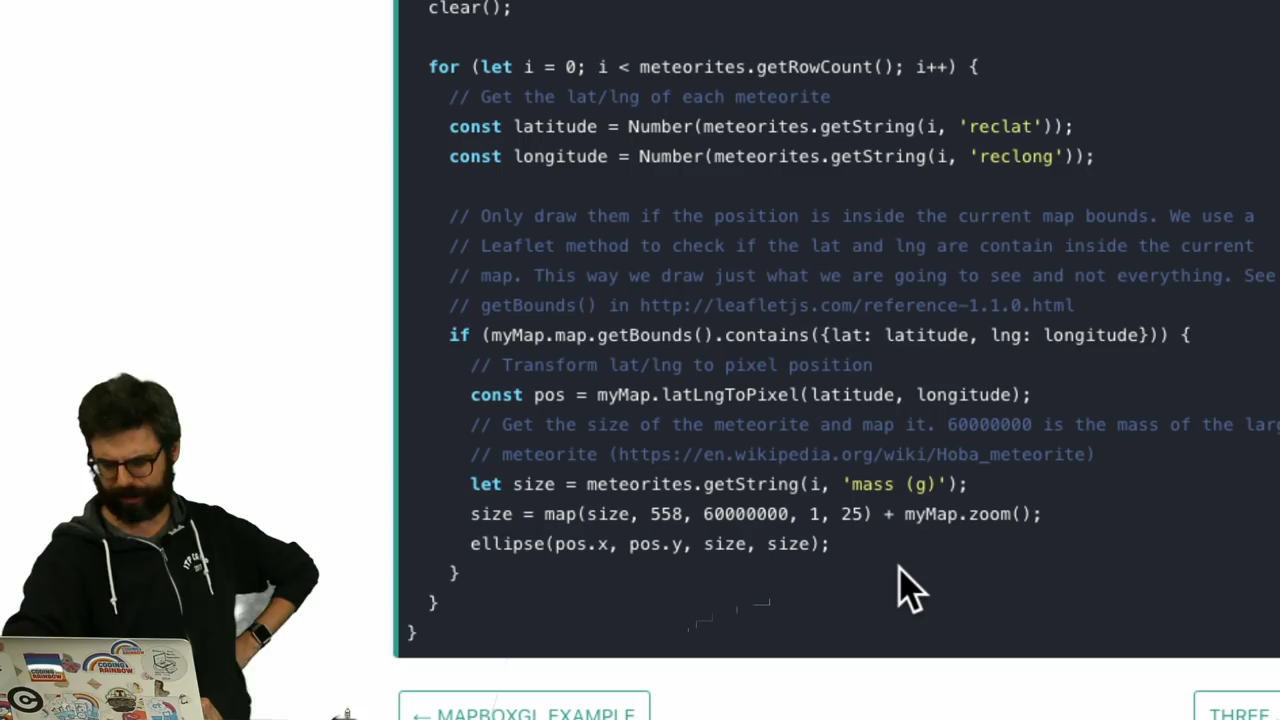 clear();
for (let i = 0; i < meteorites.getRowCount(); i++) {
// Get the lat/lng of each meteorite
const latitude = Number(meteorites.getString(i, 'reclat'));
const longitude = Number(meteorites.getString(i, 'reclong'));
// Only draw them if the position is inside the current map bounds. We use a
// Leaflet method to check if the lat and lng are contain inside the current
// map. This way we draw just what we are going to see and not everything. See
// getBounds() in http://leafletjs.com/reference-1.1.0.html
if (myMap.map.getBounds().contains({lat: latitude, lng: longitude})) {
// Transform lat/lng to pixel position
const pos = myMap.latLngToPixel(latitude, longitude);
// Get the size of the meteorite and map it. 60000000 is the mass of the
// meteorite (https://en.wikipedia.org/wiki/Hoba_meteorite)
let size = meteorites.getString(i, 'mass (g)');
size = map(size, 558, 60000000, 1, 25) + myMap.zoom();
ellipse(pos.x, pos.y, size, size);
}
}
}
← MAPBOXGL EXAMPLE
THREE
CODING
RAINBOW
CODING
RAINBOW